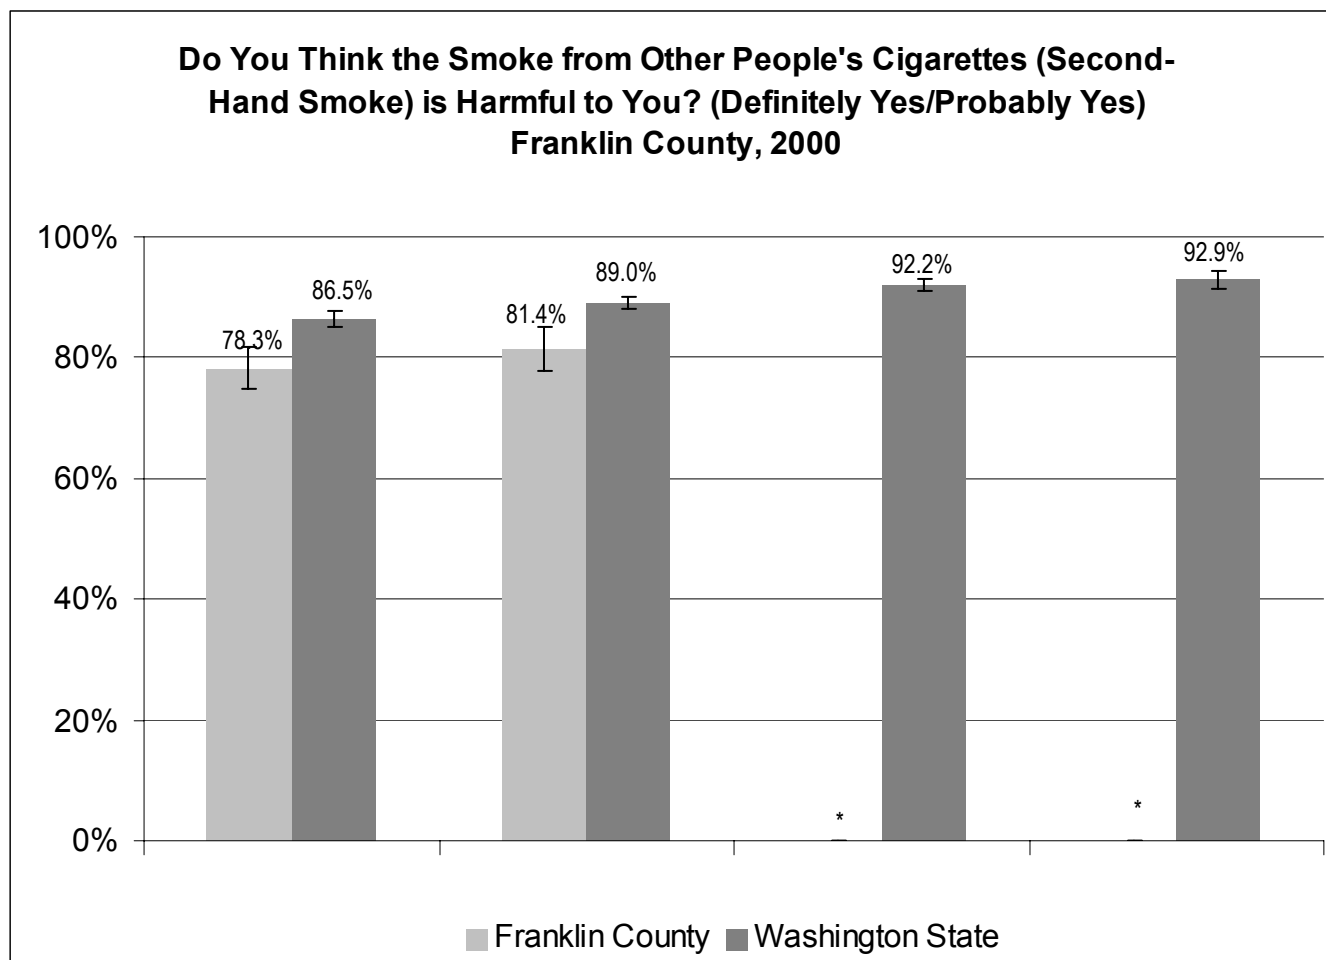 Do You Think the Smoke from Other People's Cigarettes (Second-
Hand Smoke) is Harmful to You? (Definitely Yes/Probably Yes)
Franklin County, 2000
100%
80%
60%
40%
20%
0%
78.3%
86.5%
81.4%
89.0%
*
92.2%
*
92.9%
Franklin County
Washington State